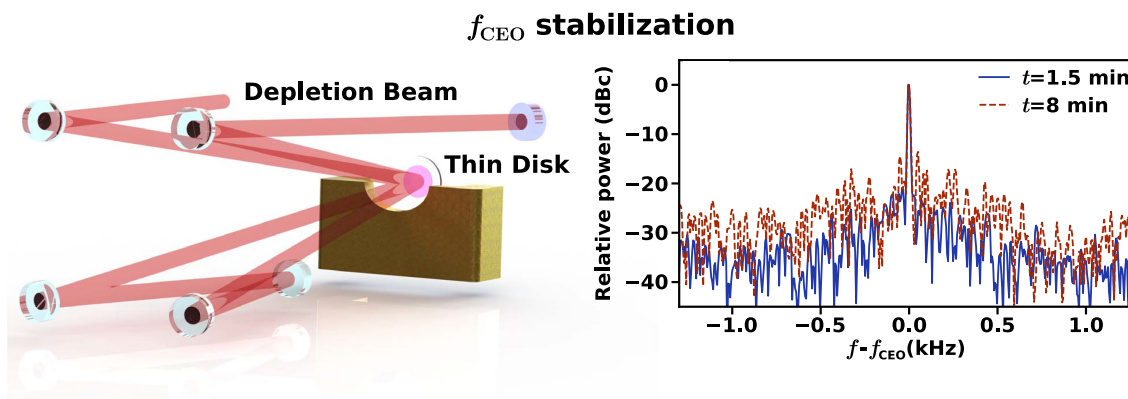 f_CEO stabilization
Depletion Beam
Thin Disk
Relative power (dBc)
0
−10
−20
−30
−40
t=1.5 min
t=8 min
−1.0
−0.5
0.0
0.5
1.0
f-f_CEO(kHz)